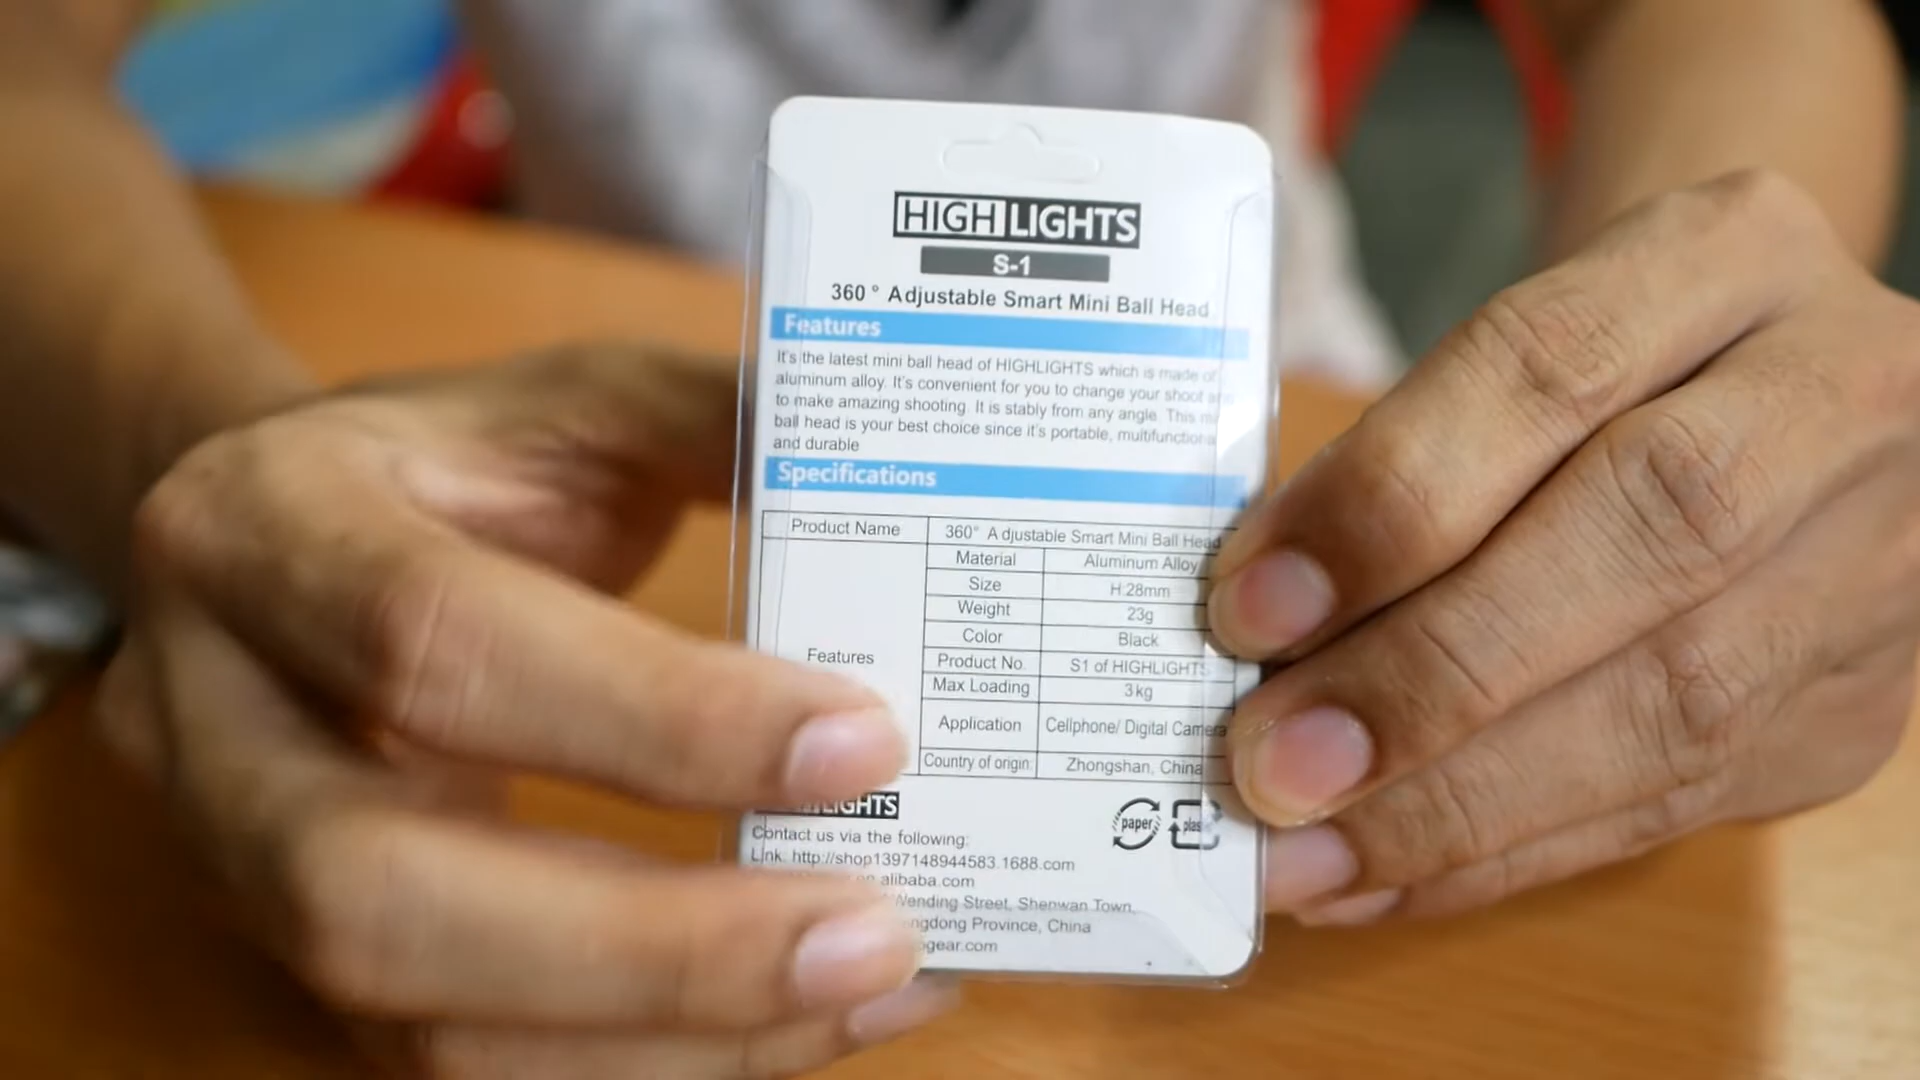 HIGHLIGHTS
S-1
360° Adjustable Smart Mini Ball Head
Features
It's the latest mini ball head of HIGHLIGHTS which is made of
aluminum alloy. It's convenient for you to change your shoot
to make amazing shooting. It is stably from any angle. This
ball head is your best choice since it's portable,
and durable
Specifications
Product Name 360° A djustable Smart Mini Ball Head
Material Aluminum Alloy
Size H:28mm
Weight 23g
Color Black
Features
Product No. S1 of HIGHLIGHTS
Max Loading 3kg
Application Cellphone/ Digital Camera
Country of origin: Zhongshan, China
LIGHTS
paper
Contact us via the following:
Link: http://shop1397148944583.1688.com
alibaba.com
Wending Street, Shenwan Town,
Province, China